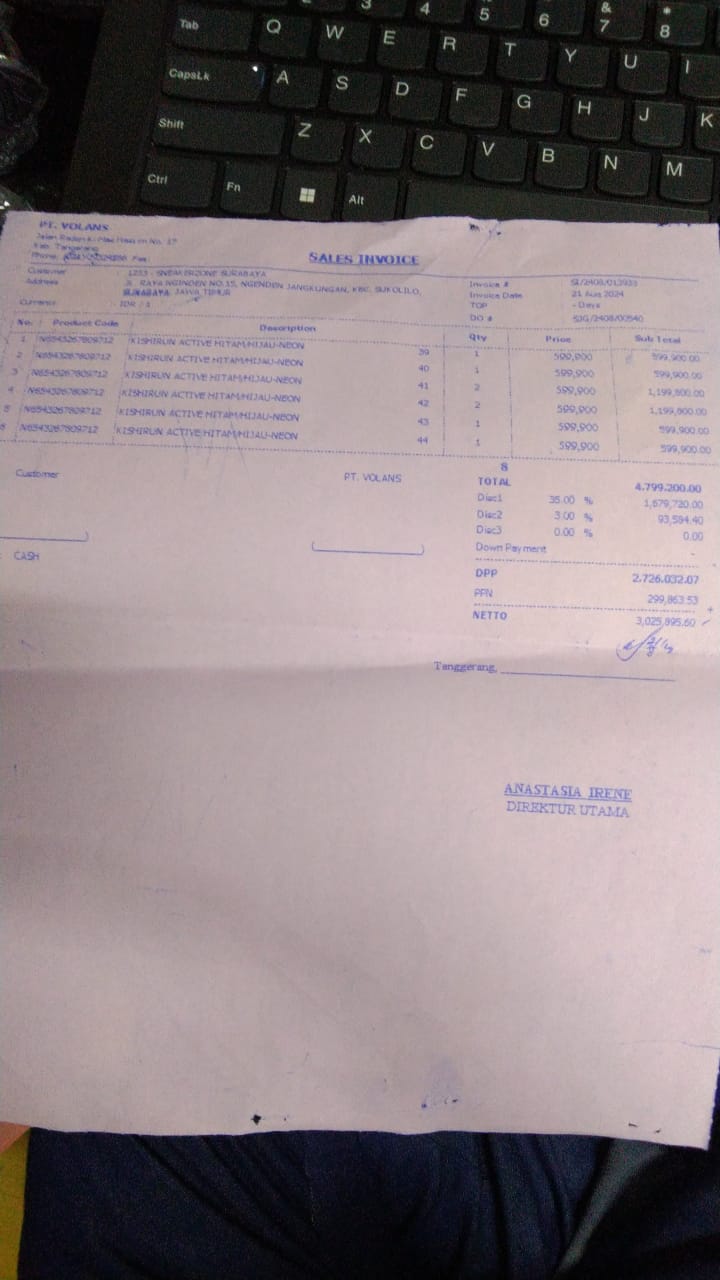 3 4 5 6 & 7 * 8
Tab Q W E R T Y U I
CapsLk A S D F G H J K
Shift Z X C V B N M
Ctrl Fn Alt
PT. VOLANS
No. 17
Kab. Tangerang
Phone: Fax:
SALES INVOICE
Customer : 1253 - SNEAKERZONE SURABAYA
Address JL. RAYA NGINDEN NO.15, NGENDEN JANGKUNGAN, KEC. SUKOLILO,
SURABAYA, JAWA TIMUR
Currency : IDR / 1
Invoice # SI/2408/013933
Invoice Date 21 Aug 2024
TOP - Days
DO # SJG/2408/00540
No. Product Code Description Qty Price Sub Total
1 N6543267809712 KISHIRUN ACTIVE HITAM/HIJAU-NEON 39 1 599,900 599,900.00
2 N6543267809712 KISHIRUN ACTIVE HITAM/HIJAU-NEON 40 1 599,900 599,900.00
3 N6543267809712 KISHIRUN ACTIVE HITAM/HIJAU-NEON 41 2 599,900 1,199,800.00
4 N6543267809712 KISHIRUN ACTIVE HITAM/HIJAU-NEON 42 2 599,900 1,199,800.00
5 N6543267809712 KISHIRUN ACTIVE HITAM/HIJAU-NEON 43 1 599,900 599,900.00
6 N6543267809712 KISHIRUN ACTIVE HITAM/HIJAU-NEON 44 1 599,900 599,900.00
8
Customer PT. VOLANS
TOTAL 4.799.200.00
Disc1 35.00 % 1,679,720.00
Disc2 3.00 % 93,584.40
Disc3 0.00 % 0.00
Down Payment -
CASH
DPP 2.726.032.07
PPN 299,863.53
+
NETTO 3,025,895.60
Tanggerang,
ANASTASIA IRENE
DIREKTUR UTAMA